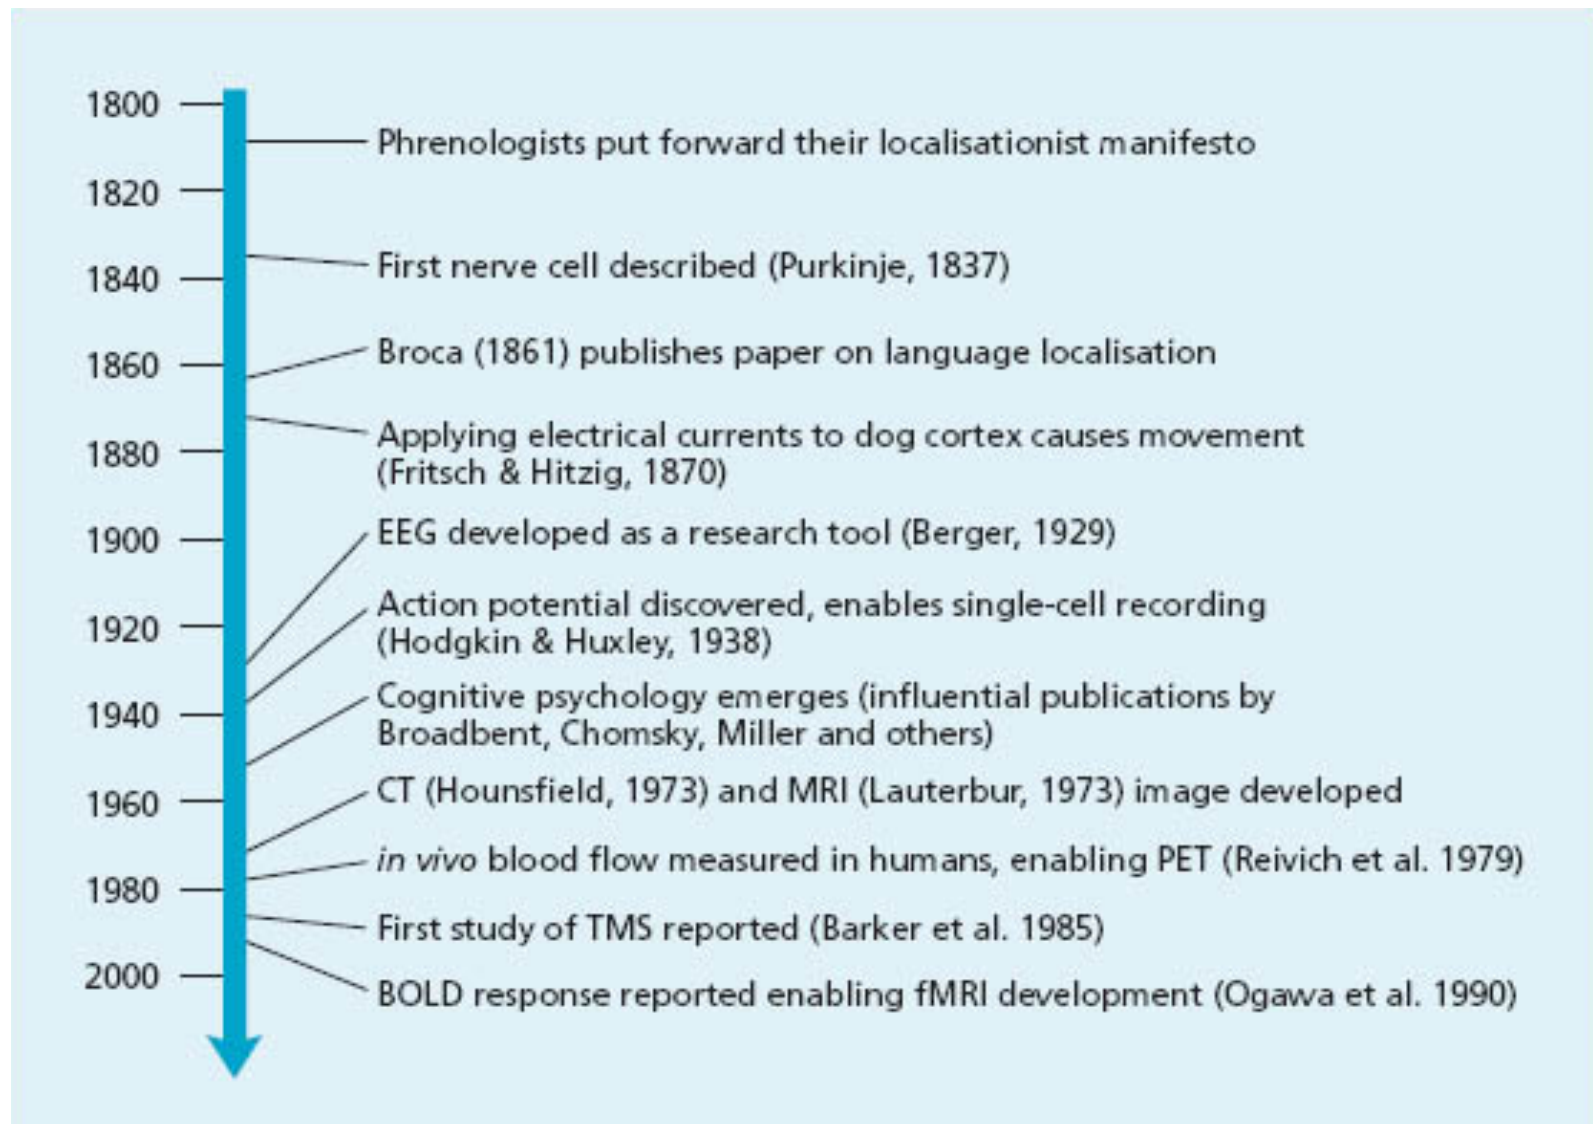 1800
Phrenologists put forward their localisationist manifesto
1820
First nerve cell described (Purkinje, 1837)
1840
Broca (1861) publishes paper on language localisation
1860
Applying electrical currents to dog cortex causes movement
(Fritsch & Hitzig, 1870)
1880
EEG developed as a research tool (Berger, 1929)
1900
Action potential discovered, enables single-cell recording
(Hodgkin & Huxley, 1938)
1920
Cognitive psychology emerges (influential publications by
Broadbent, Chomsky, Miller and others)
1940
CT (Hounsfield, 1973) and MRI (Lauterbur, 1973) image developed
1960
in vivo blood flow measured in humans, enabling PET (Reivich et al. 1979)
1980
First study of TMS reported (Barker et al. 1985)
2000
BOLD response reported enabling fMRI development (Ogawa et al. 1990)